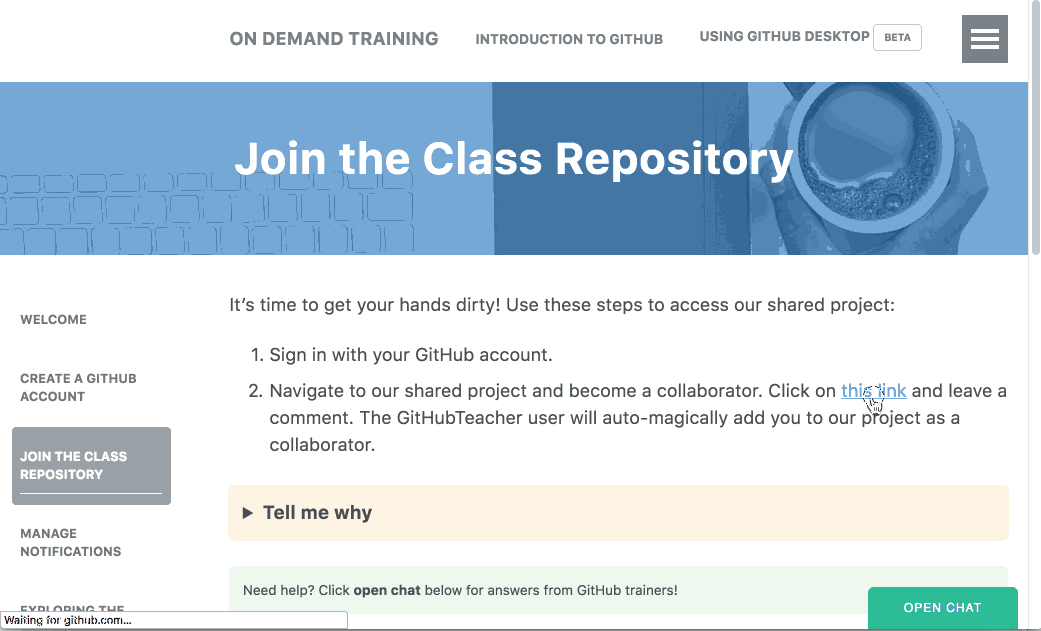 ON DEMAND TRAINING
INTRODUCTION TO GITHUB
USING GITHUB DESKTOP BETA
Join the Class Repository
WELCOME
CREATE A GITHUB
ACCOUNT
JOIN THE CLASS
REPOSITORY
MANAGE
NOTIFICATIONS
EXPLORING THE
It’s time to get your hands dirty! Use these steps to access our shared project:
1. Sign in with your GitHub account.
2. Navigate to our shared project and become a collaborator. Click on this link and leave a
comment. The GitHubTeacher user will auto-magically add you to our project as a
collaborator.
Tell me why
Need help? Click open chat below for answers from GitHub trainers!
OPEN CHAT
Waiting for github.com...